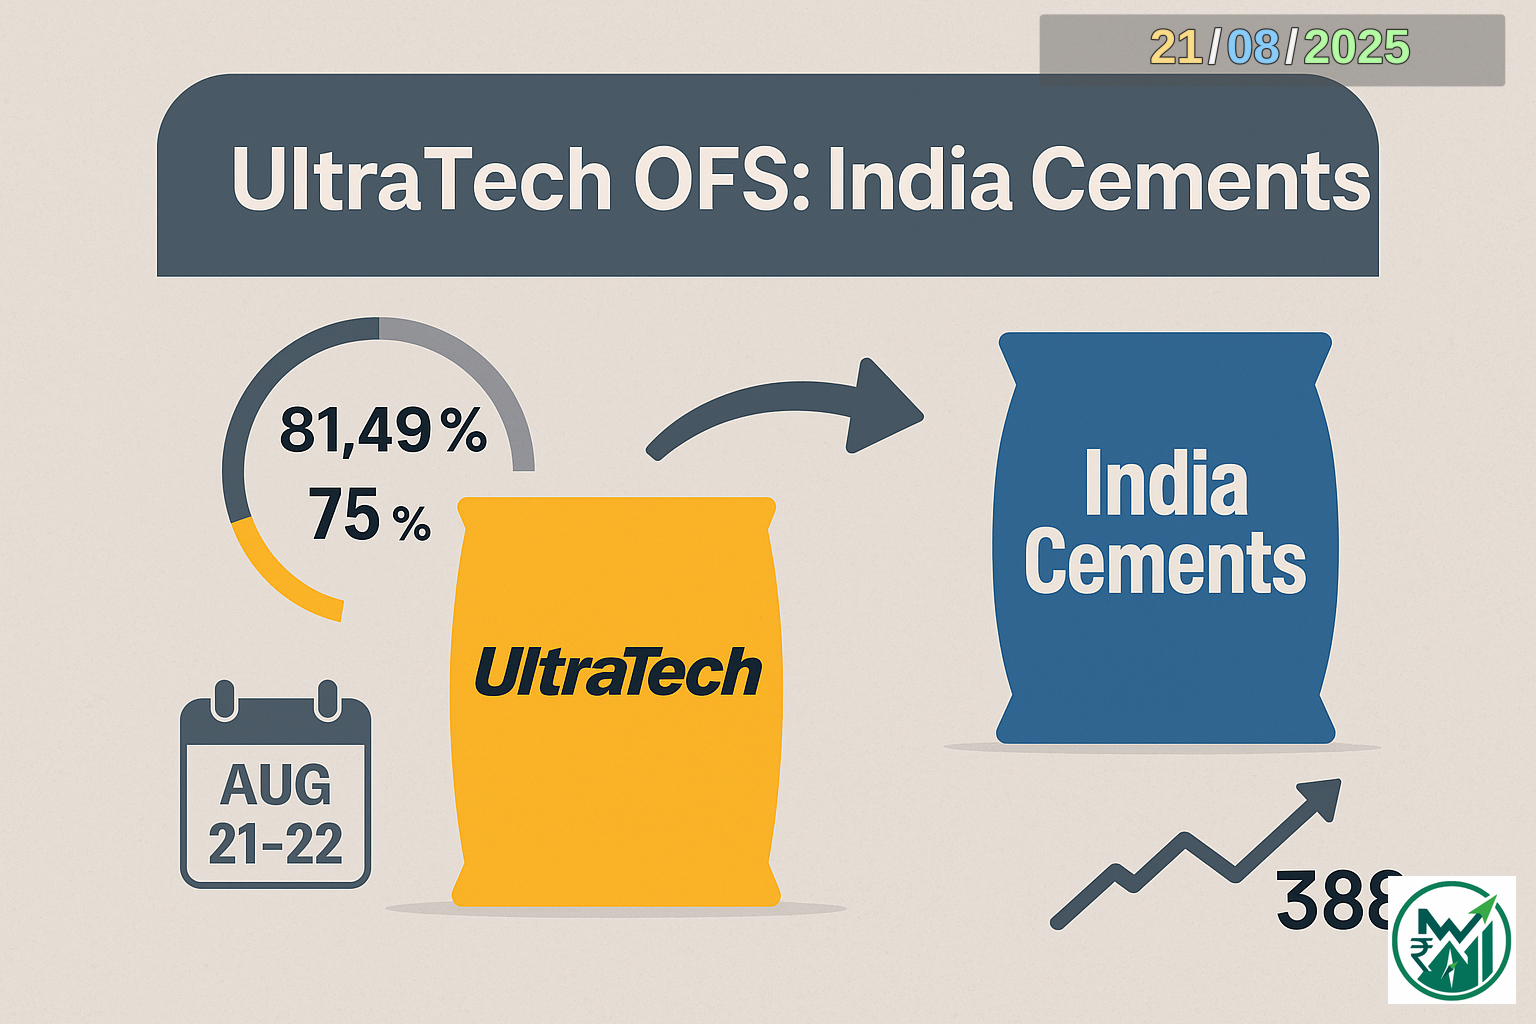 21/08/2025
UltraTech OFS: India Cements
81,49%
75%
UltraTech
India
Cements
AUG
21-22
388